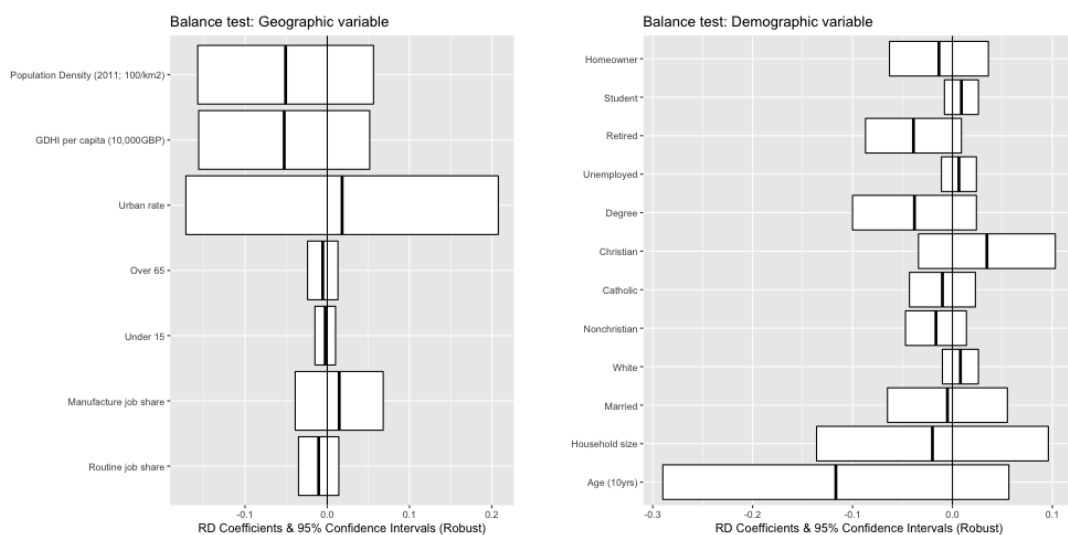 Balance test: Geographic variable
Population Density (2011; 100/km2)
GDHI per capita (10,000GBP)
Urban rate
Over 65
Under 15
Manufacture job share
Routine job share
-0.1 0.0 0.1 0.2
RD Coefficients & 95% Confidence Intervals (Robust)
Balance test: Demographic variable
Homeowner
Student
Retired
Unemployed
Degree
Christian
Catholic
Nonchristian
White
Married
Household size
Age (10yrs)
-0.3 -0.2 -0.1 0.0 0.1
RD Coefficients & 95% Confidence Intervals (Robust)